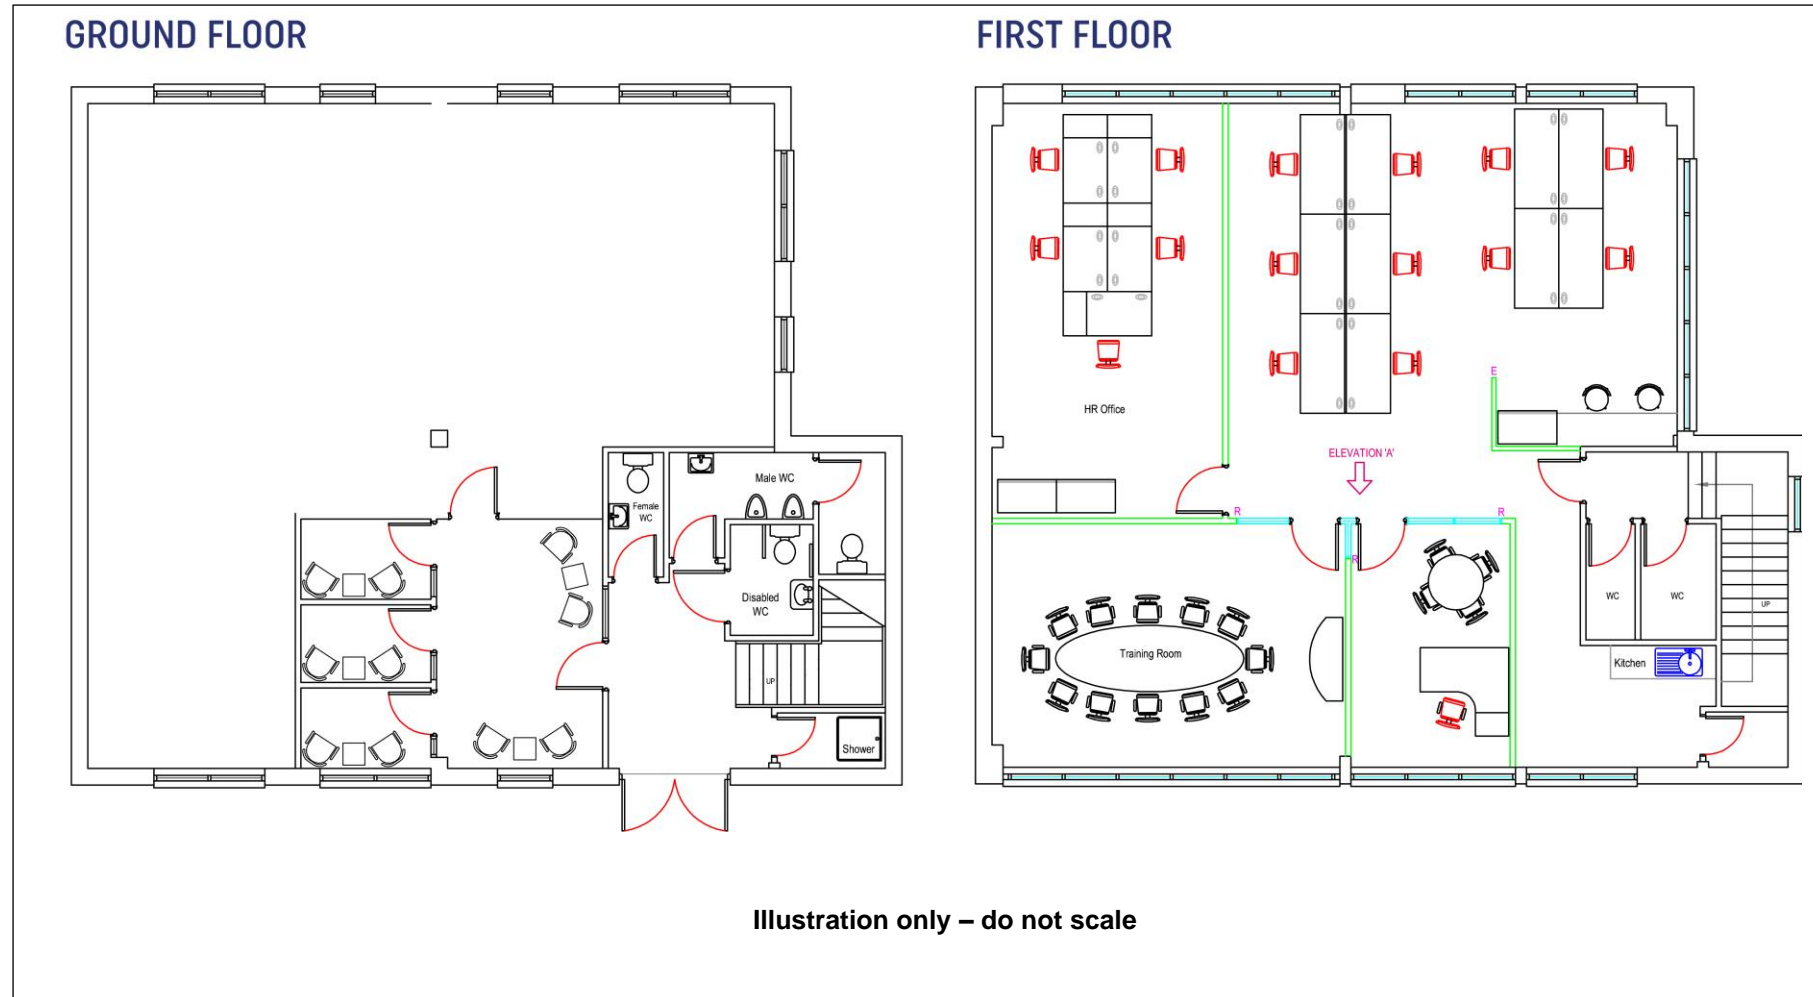 GROUND FLOOR
FIRST FLOOR
Male WC
Female
WC
Disabled
WC
UP
Shower
HR Office
E
ELEVATION 'A'
R
R
R
Training Room
WC
WC
UP
Kitchen
Illustration only – do not scale